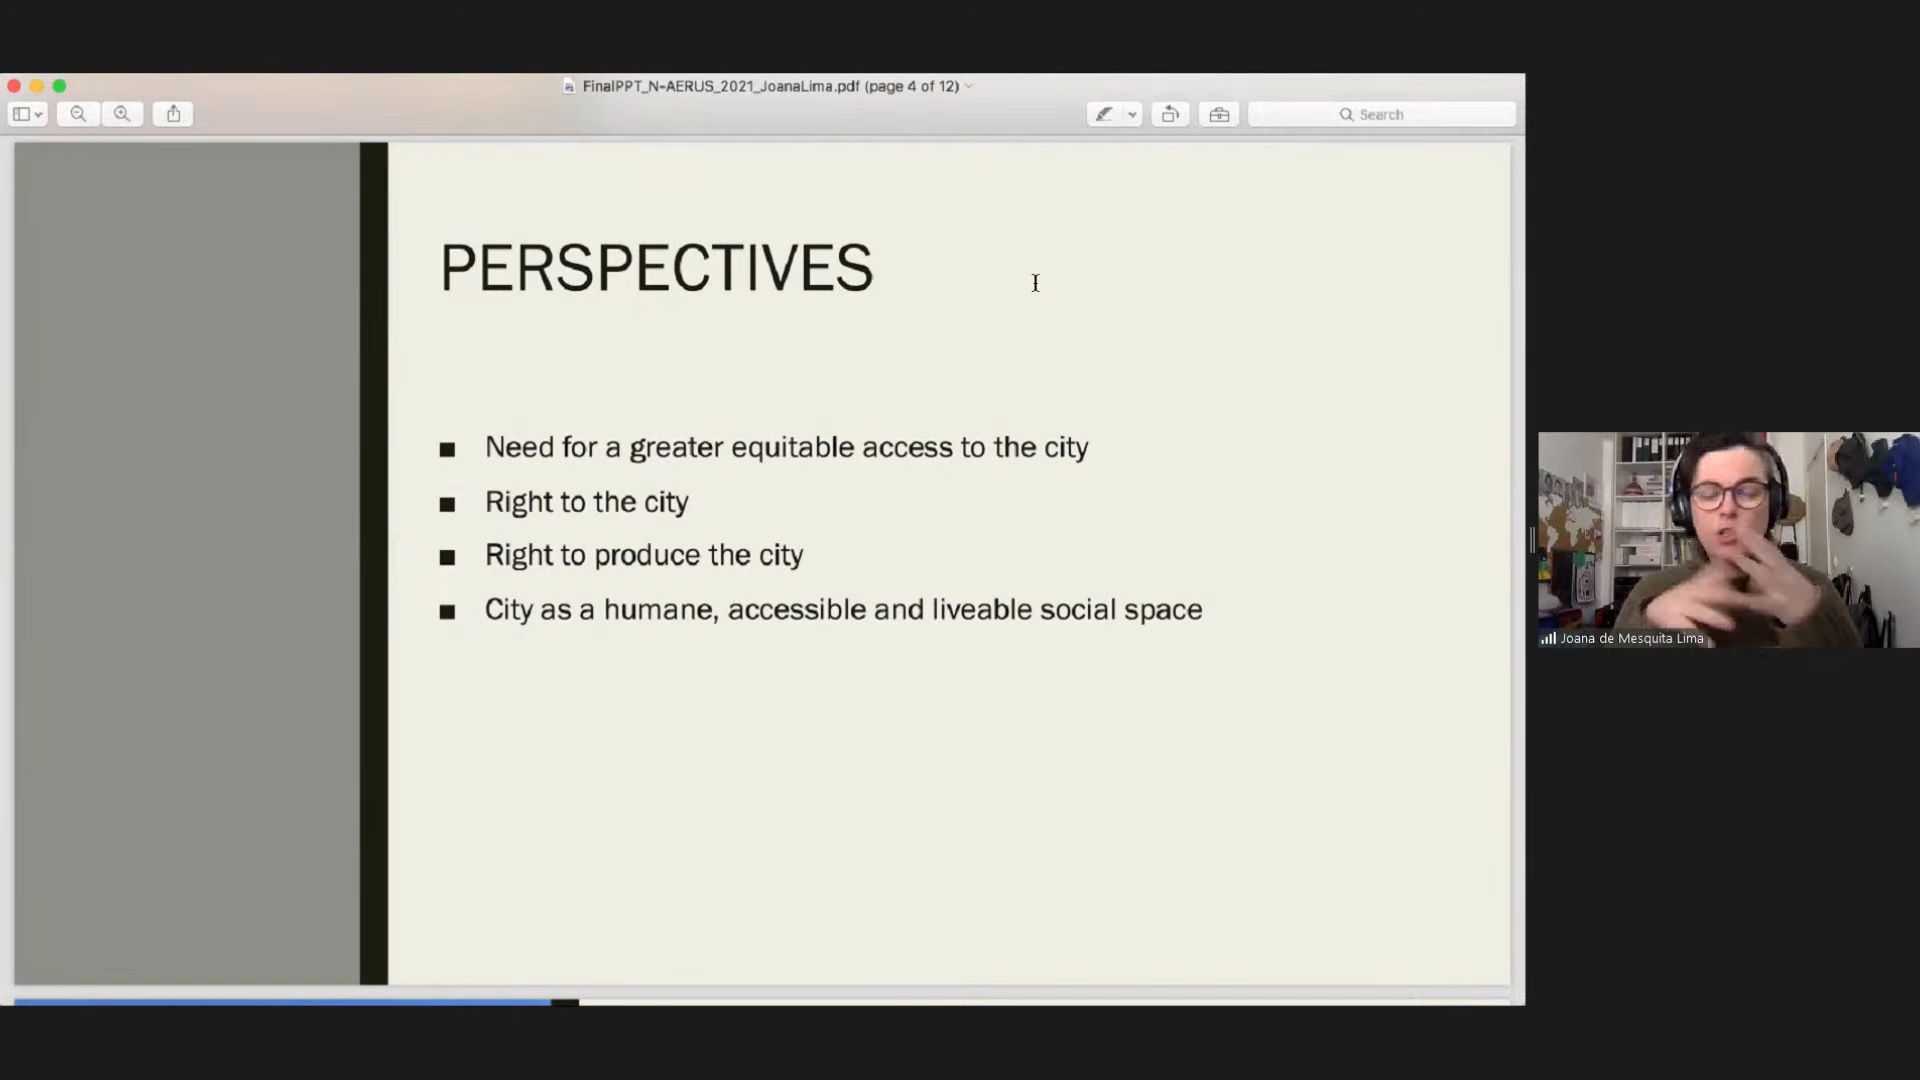 FinalPPT_N-AERUS_2021_JoanaLima.pdf (page 4 of 12)
Search
PERSPECTIVES
Need for a greater equitable access to the city
Right to the city
Right to produce the city
City as a humane, accessible and liveable social space
Joana de Mesquita Lima